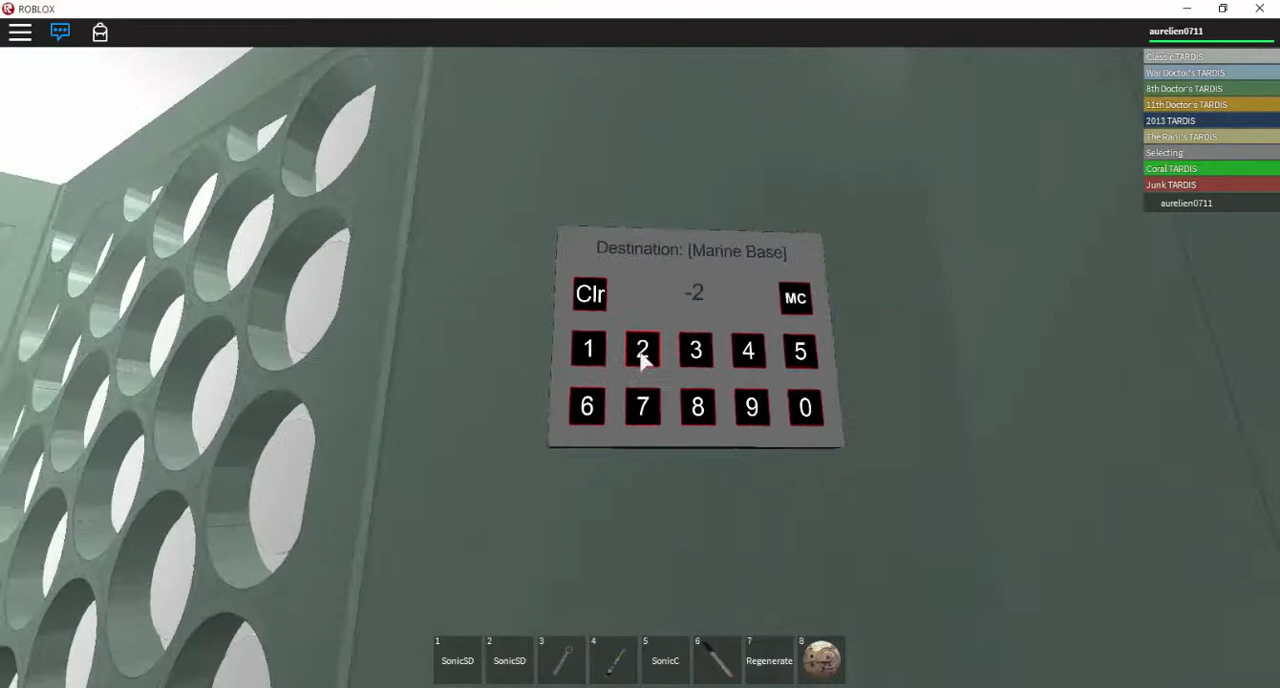 ROBLOX
aurelien0711
Classic TARDIS
War Doctor's TARDIS
8th Doctor's TARDIS
11th Doctor's TARDIS
2013 TARDIS
The Rani's TARDIS
Selecting
Coral TARDIS
Junk TARDIS
aurelien0711
Destination: [Marine Base]
Clr -2 MC
1 2 3 4 5
6 7 8 9 0
1 2 3 4 5 6 7 8
SonicSD SonicSD SonicC Regenerate